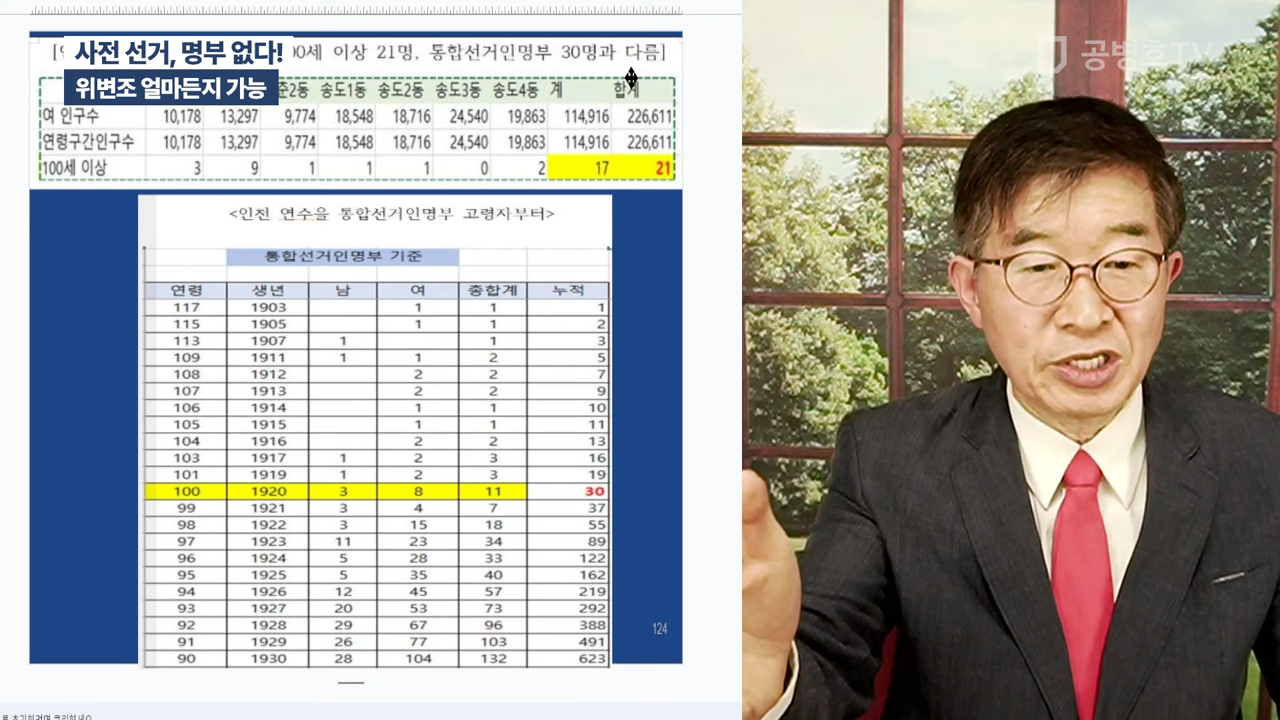 사전 선거, 명부 없다!
위변조 얼마든지 가능
00세 이상 21명, 통합선거인명부 30명과 다름]
춘2동 송도1동 송도2동 송도3동 송도4동 계 합계
여 인구수 10,178 13,297 9,774 18,548 18,716 24,540 19,863 114,916 226,611
연령구간인구수 10,178 13,297 9,774 18,548 18,716 24,540 19,863 114,916 226,611
100세 이상 3 9 1 1 1 0 2 17 21
<인천 연수을 통합선기인명부 고령자부터>
통합선거인명부 기준
연령 생년 남 여 총합계 누적
117 1903 1 1 1
115 1905 1 1 2
113 1907 1 1 3
109 1911 1 1 2 5
108 1912 2 2 7
107 1913 2 2 9
106 1914 1 1 10
105 1915 1 1 11
104 1916 2 2 13
103 1917 1 2 3 16
101 1919 1 2 3 19
100 1920 3 8 11 30
99 1921 3 4 7 37
98 1922 3 15 18 55
97 1923 11 23 34 89
96 1924 5 28 33 122
95 1925 5 35 40 162
94 1926 12 45 57 219
93 1927 20 53 73 292
92 1928 29 67 96 388
91 1929 26 77 103 491
90 1930 28 104 132 623
124
공병호TV